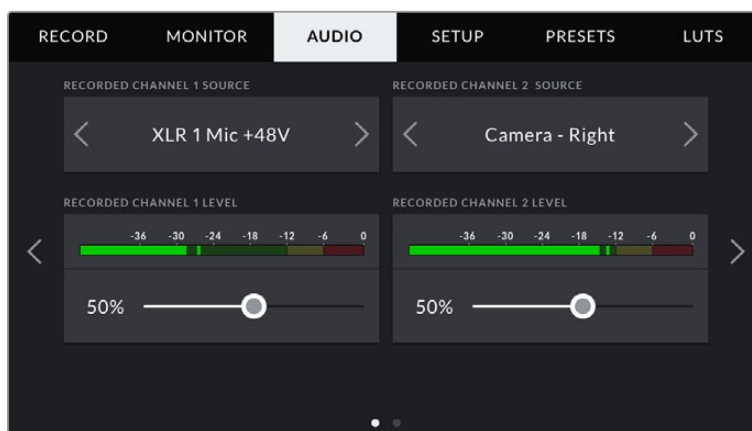 RECORD MONITOR AUDIO SETUP PRESETS LUTS
RECORDED CHANNEL 1 SOURCE
RECORDED CHANNEL 2 SOURCE
XLR 1 Mic +48V
Camera - Right
RECORDED CHANNEL 1 LEVEL
RECORDED CHANNEL 2 LEVEL
-36 -30 -24 -18 -12 -6 0
-36 -30 -24 -18 -12 -6 0
50%
50%